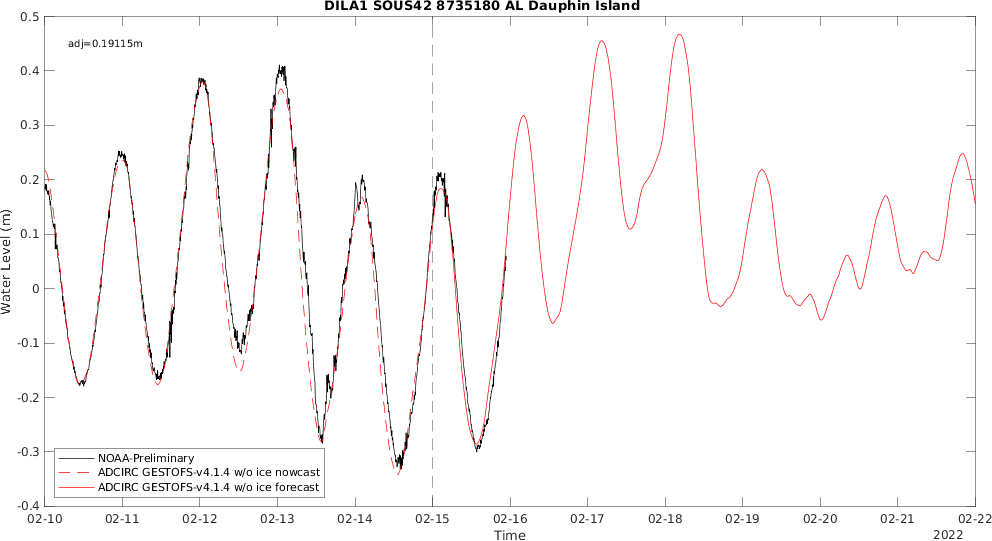 DILA1 SOUS42 8735180 AL Dauphin Island
0.5
adj=0.19115m
0.4
0.3
0.2
0.1
0
-0.1
-0.2
-0.3
-0.4
Water Level (m)
NOAA-Preliminary
ADCIRC GESTOFS-v4.1.4 w/o ice nowcast
ADCIRC GESTOFS-v4.1.4 w/o ice forecast
02-10 02-11 02-12 02-13 02-14 02-15 02-16 02-17 02-18 02-19 02-20 02-21 02-22
Time
2022